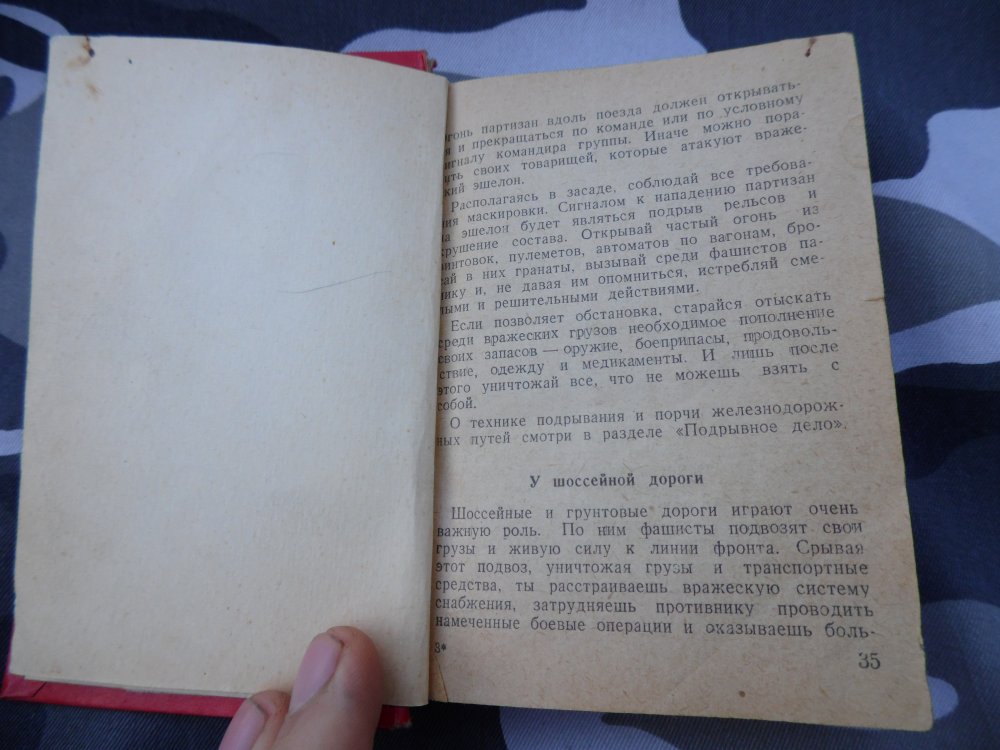 огонь партизан вдоль поезда должен открывать-
я и прекращаться по команде или по условному
игналу командира группы. Иначе можно пора-
ить своих товарищей, которые атакуют враже-
кий эшелон.
Располагаясь в засаде, соблюдай все требова-
ния маскировки. Сигналом к нападению партизан
на эшелон будет являться подрыв рельсов и
крушение состава. Открывай частый огонь из
винтовок, пулеметов, автоматов по вагонам, бро-
сай в них гранаты, вызывай среди фашистов па-
нику и, не давая им опомниться, истребляй сме-
лыми и решительными действиями.
Если позволяет обстановка, старайся отыскать
среди вражеских грузов необходимое пополнение
своих запасов — оружие, боеприпасы, продоволь-
ствие, одежду и медикаменты. И лишь после
этого уничтожай все, что не можешь взять с
собой.
О технике подрывания и порчи железнодорож-
ных путей смотри в разделе «Подрывное дело».
У шоссейной дороги
Шоссейные и грунтовые дороги играют очень
важную роль. По ним фашисты подвозят свои
грузы и живую силу к линии фронта. Срывая
этот подвоз, уничтожая грузы и транспортные
средства, ты расстраиваешь вражескую систему
снабжения, затрудняешь противнику проводить
намеченные боевые операции и оказываешь боль-
3*
35